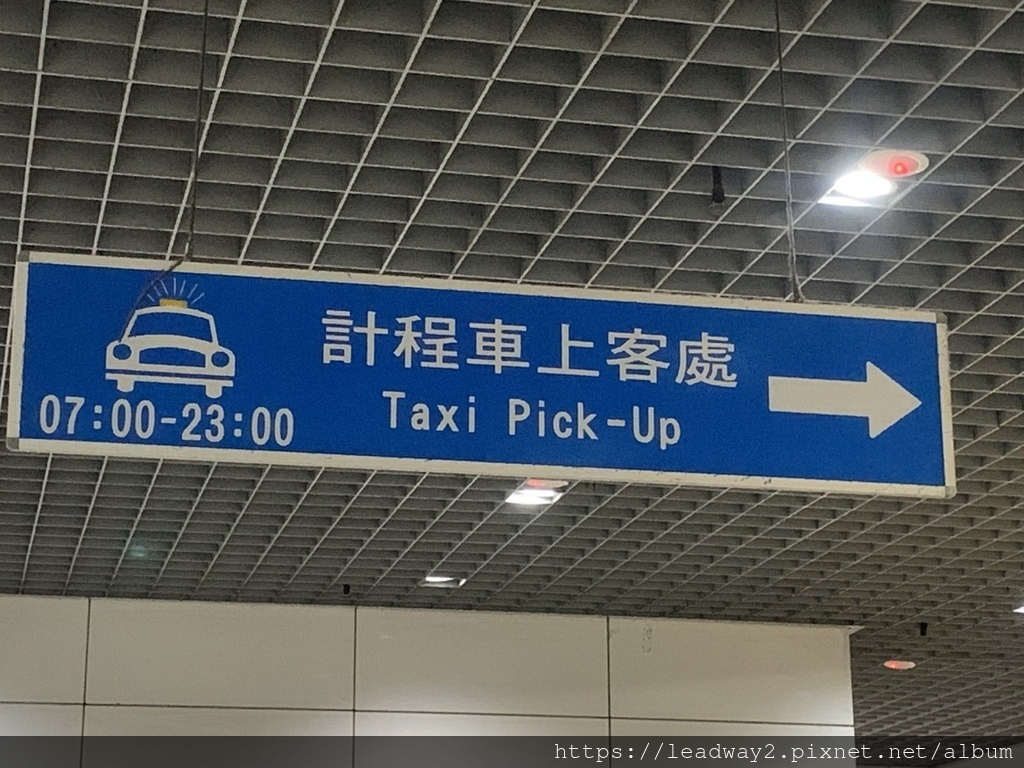 計程車上客處
07:00-23:00
Taxi Pick-Up
https://leadway2.pixnet.net/album